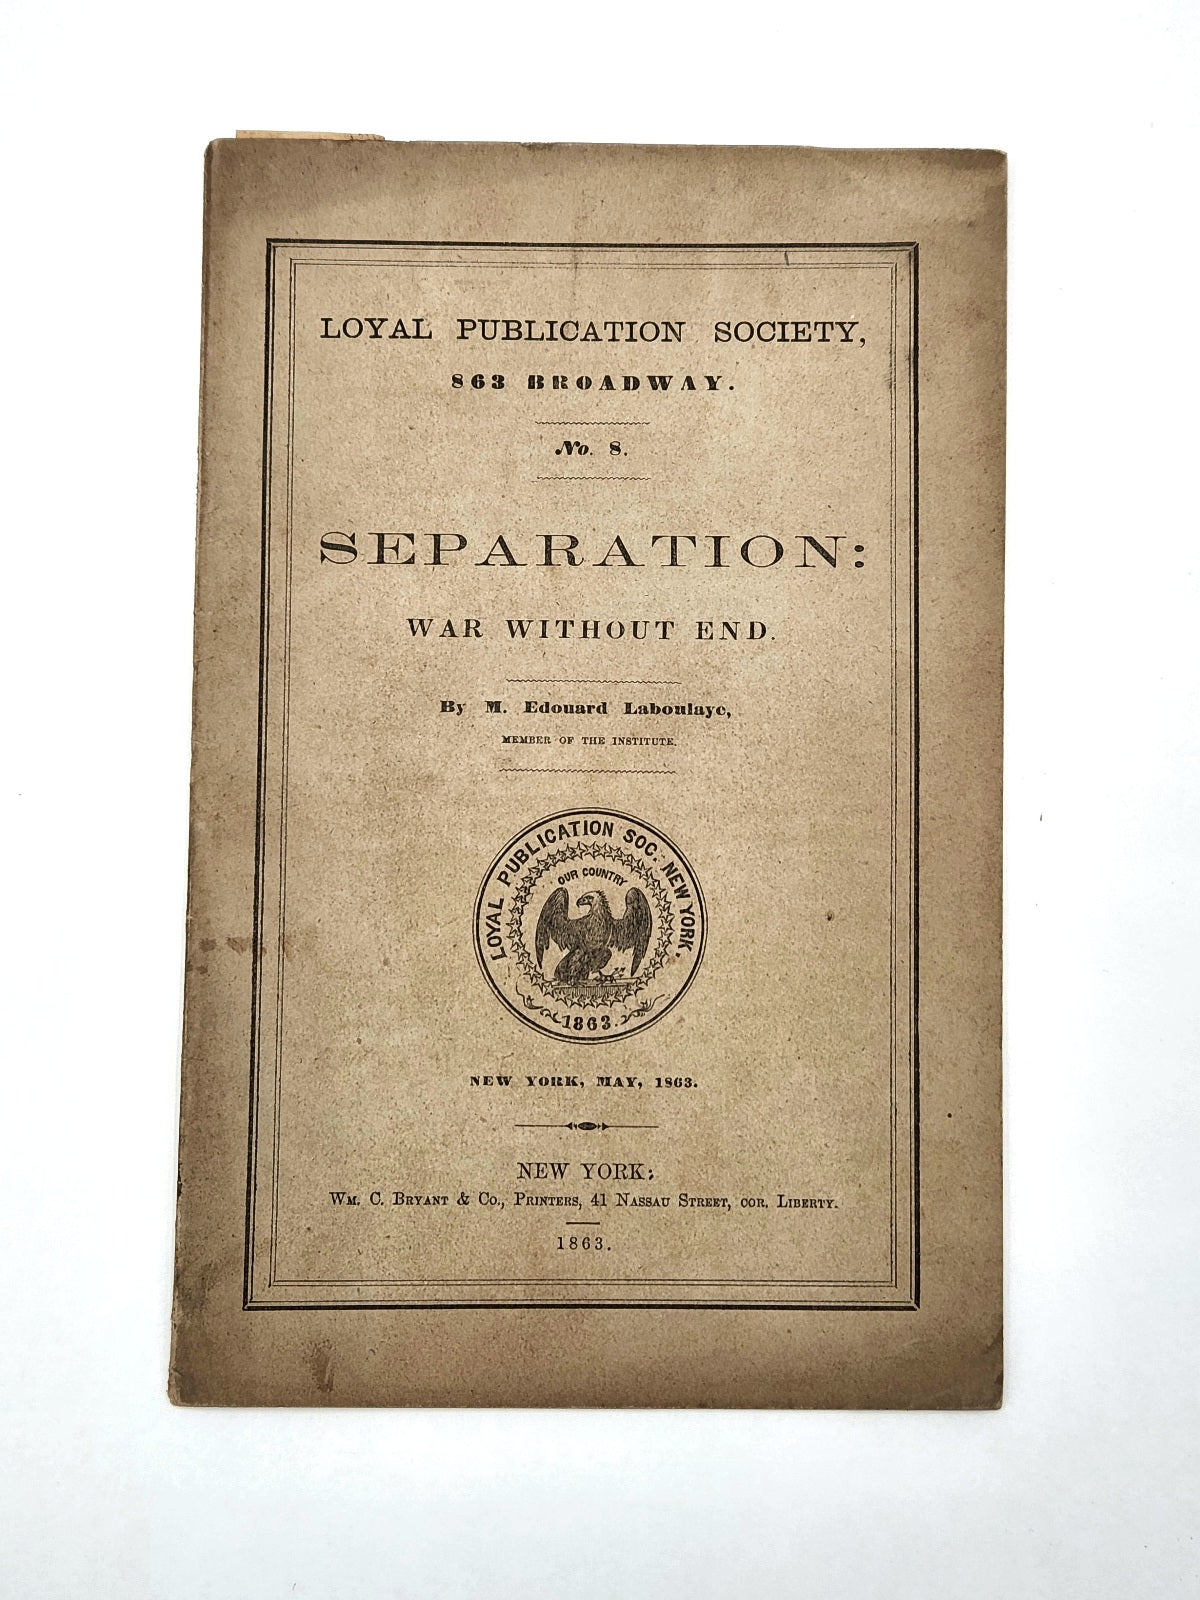 LOYAL PUBLICATION SOCIETY,
863 BROADWAY.
No. 8.
SEPARATION:
WAR WITHOUT END.
By M. Edouard Laboulaye,
MEMBER OF THE INSTITUTE.
LOYAL PUBLICATION SOC. NEW YORK.
OUR COUNTRY
1863.
NEW YORK, MAY, 1863.
NEW YORK:
WM. C. BRYANT & CO., PRINTERS, 41 NASSAU STREET, COR. LIBERTY.
1863.